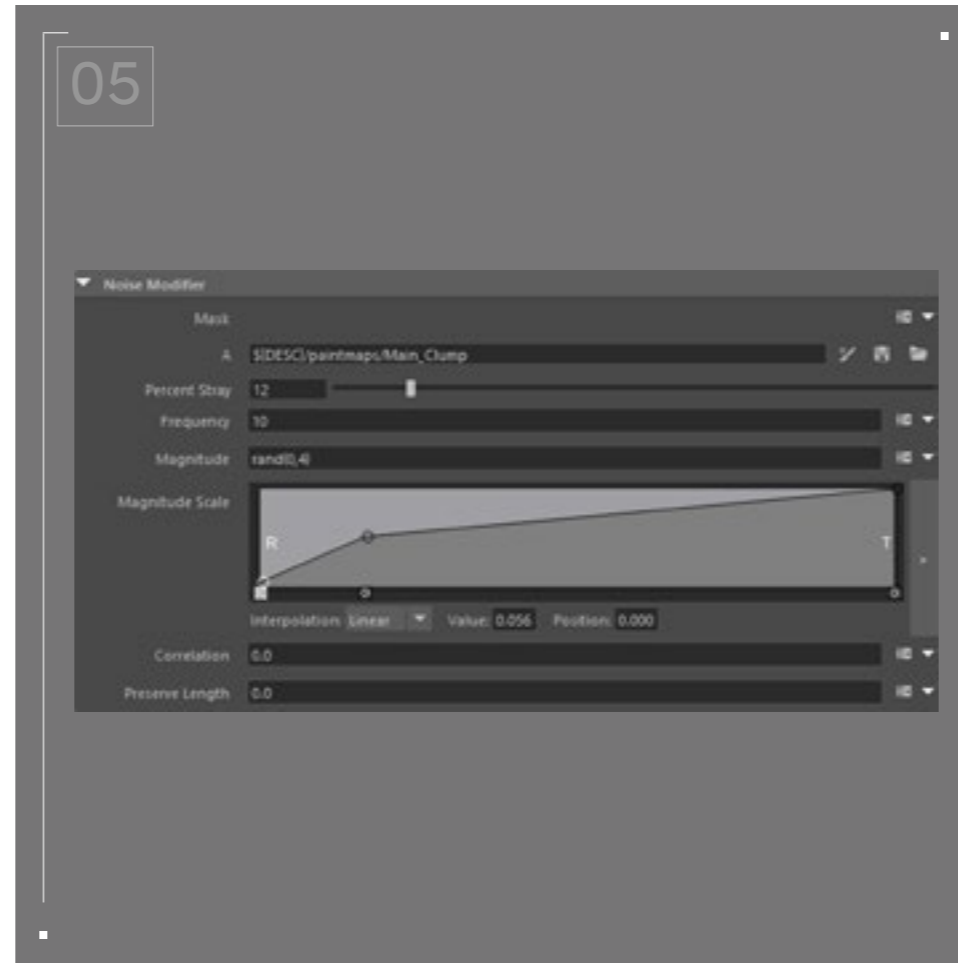 05
Noise Modifier
Mask
A ${DESC}/paintmaps/Main_Clump
Percent Stray 12
Frequency 10
Magnitude rand(0,4)
Magnitude Scale
R T
Interpolation: Linear Value: 0.056 Position: 0.000
Correlation 0.0
Preserve Length 0.0